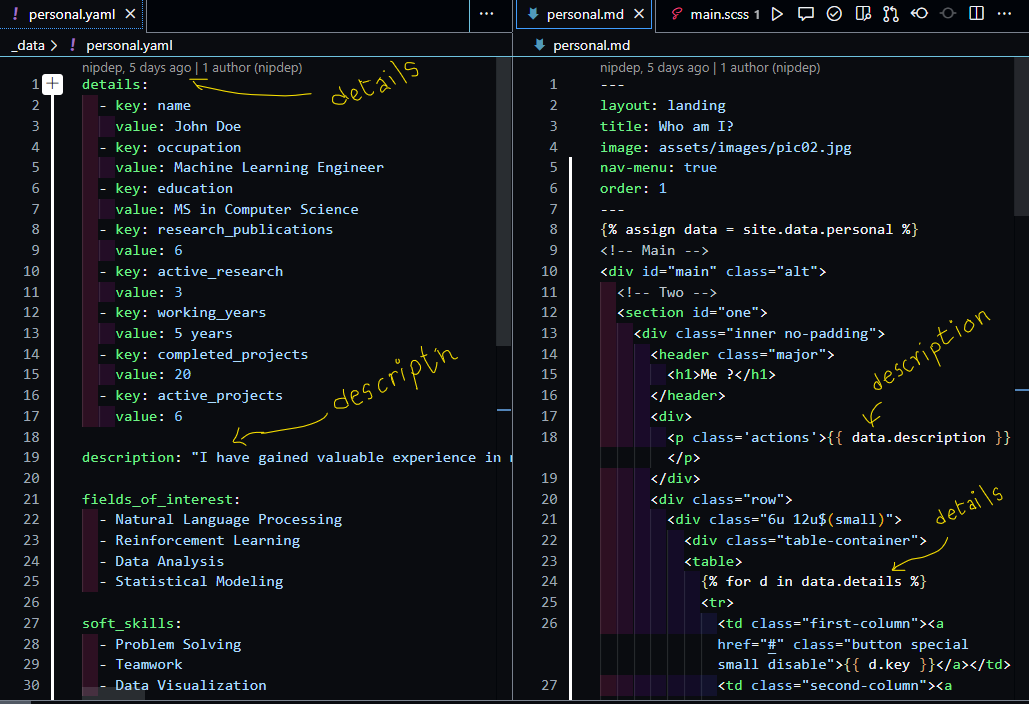 ! personal.yaml ×
...
personal.md ×
main.scss 1
...
_data > ! personal.yaml
personal.md
nipdep, 5 days ago | 1 author (nipdep)
1 details:
details
2 - key: name
3 value: John Doe
4 - key: occupation
5 value: Machine Learning Engineer
6 - key: education
7 value: MS in Computer Science
8 - key: research_publications
9 value: 6
10 - key: active_research
11 value: 3
12 - key: working_years
13 value: 5 years
14 - key: completed_projects
15 value: 20
16 - key: active_projects
17 value: 6
descript'n
18
19 description: "I have gained valuable experience in
20
21 fields_of_interest:
22 - Natural Language Processing
23 - Reinforcement Learning
24 - Data Analysis
25 - Statistical Modeling
26
27 soft_skills:
28 - Problem Solving
29 - Teamwork
30 - Data Visualization
nipdep, 5 days ago | 1 author (nipdep)
1 ---
2 layout: landing
3 title: Who am I?
4 image: assets/images/pic02.jpg
5 nav-menu: true
6 order: 1
7 ---
8 {% assign data = site.data.personal %}
9 <!-- Main -->
10 <div id="main" class="alt">
11 <!-- Two -->
12 <section id="one">
13 <div class="inner no-padding">
14 <header class="major">
15 <h1>Me ?</h1>
16 </header>
description
17 <div>
18 <p class='actions'>{{ data.description }}
</p>
19 </div>
20 <div class="row">
21 <div class="6u 12u$(small)">
details
22 <div class="table-container">
23 <table>
24 {% for d in data.details %}
25 <tr>
26 <td class="first-column"><a
href="#" class="button special
small disable">{{ d.key }}</a></td>
27 <td class="second-column"><a